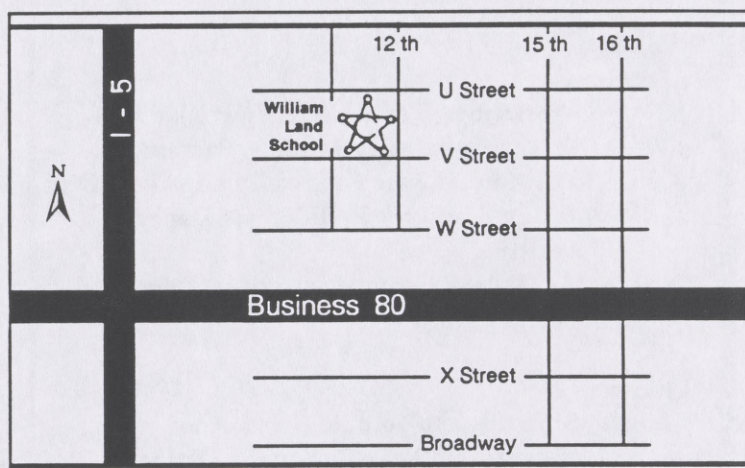 12 th
15 th
16 th
I - 5
U Street
William
Land
School
V Street
N
W Street
Business 80
X Street
Broadway